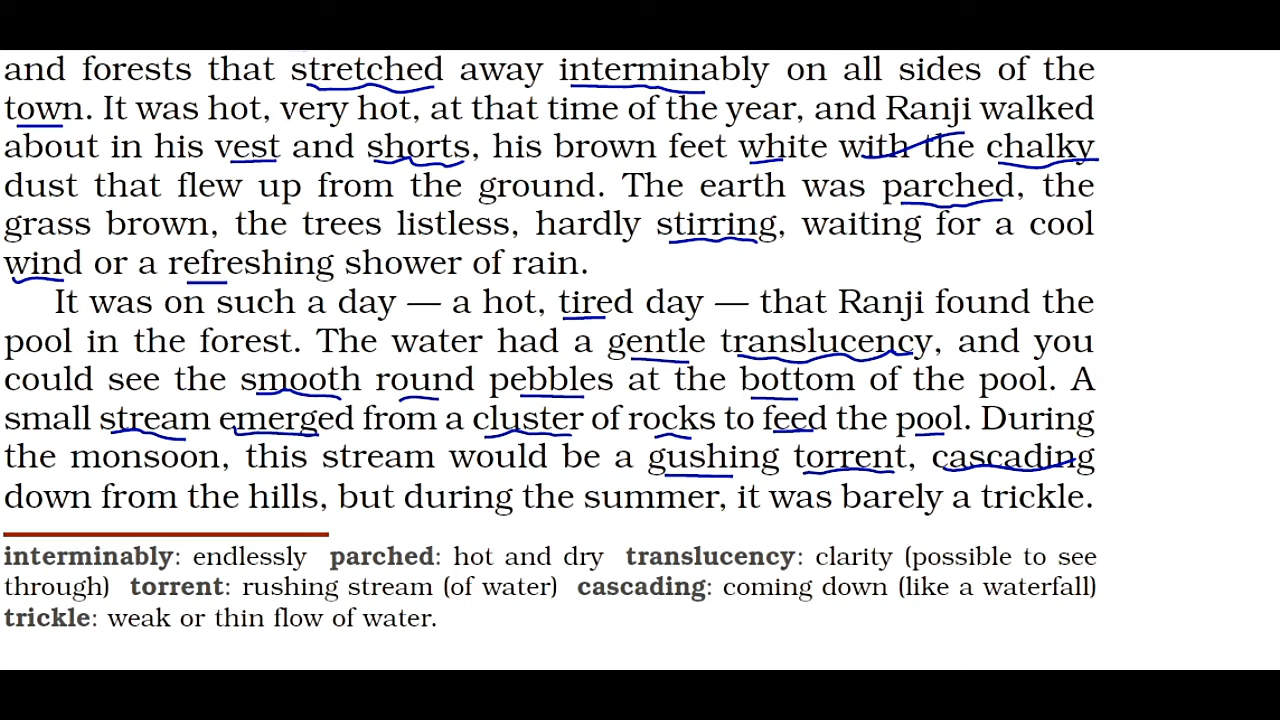 and forests that stretched away interminably on all sides of the
town. It was hot, very hot, at that time of the year, and Ranji walked
about in his vest and shorts, his brown feet white with the chalky
dust that flew up from the ground. The earth was parched, the
grass brown, the trees listless, hardly stirring, waiting for a cool
wind or a refreshing shower of rain.
It was on such a day — a hot, tired day — that Ranji found the
pool in the forest. The water had a gentle translucency, and you
could see the smooth round pebbles at the bottom of the pool. A
small stream emerged from a cluster of rocks to feed the pool. During
the monsoon, this stream would be a gushing torrent, cascading
down from the hills, but during the summer, it was barely a trickle.
interminably: endlessly parched: hot and dry translucency: clarity (possible to see
through) torrent: rushing stream (of water) cascading: coming down (like a waterfall)
trickle: weak or thin flow of water.